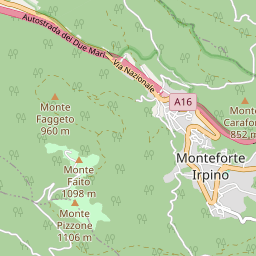 Autostrada dei Due Mari
Via Nazionale
A16
Monte
Faggeto
960 m
Monte
Carafo
852 m
Monteforte
Irpino
Monte
Faito
1098 m
Monte
Pizzone
1106 m